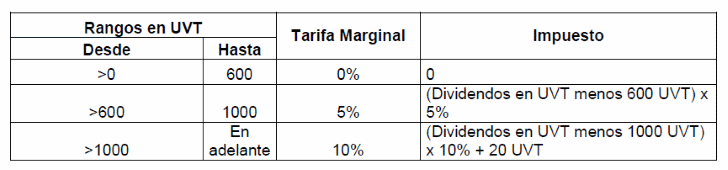 Rangos en UVT
Tarifa Marginal
Impuesto
Desde
Hasta
>0
600
0%
0
>600
1000
5%
(Dividendos en UVT menos 600 UVT) x
5%
>1000
En
adelante
10%
(Dividendos en UVT menos 1000 UVT)
x 10% + 20 UVT